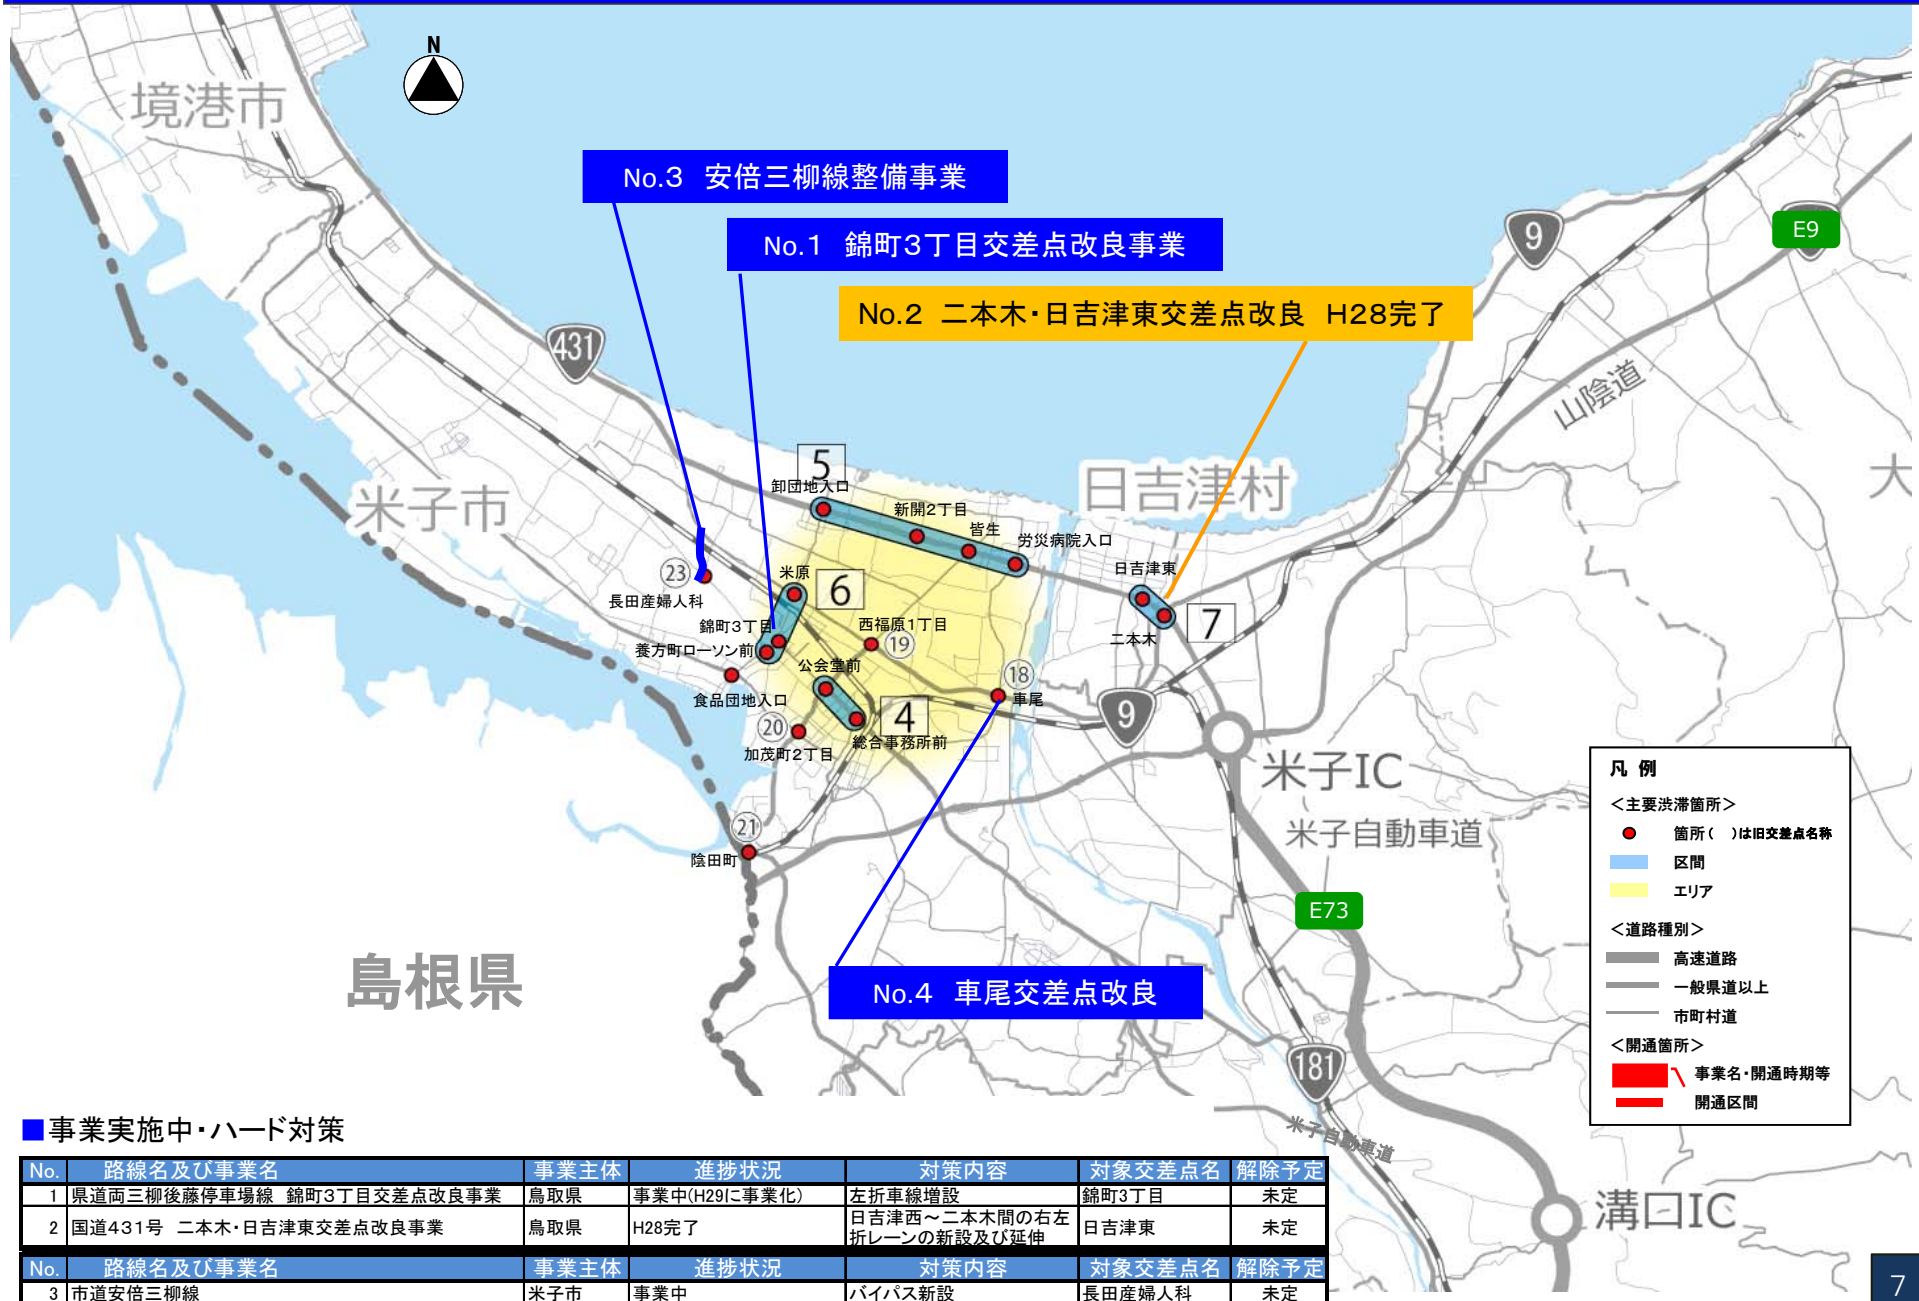 N
境港市
No.3 安倍三柳線整備事業
No.1 錦町3丁目交差点改良事業
No.2 二本木・日吉津東交差点改良 H28完了
9
E9
431
山陰道
大
米子市
日吉津村
5
卸団地入口
新開2丁目
皆生
労災病院入口
日吉津東
二本木
7
23
長田産婦人科
米原
6
錦町3丁目
養方町ローソン前
西福原1丁目
19
公会堂前
食品団地入口
18
車尾
4
総合事務所前
20
加茂町2丁目
9
21
陰田町
米子IC
米子自動車道
E73
島根県
No.4 車尾交差点改良
181
米子自動車道
溝口IC
凡 例
＜主要渋滞箇所＞
箇所( )は旧交差点名称
区間
エリア
＜道路種別＞
高速道路
一般県道以上
市町村道
＜開通箇所＞
事業名・開通時期等
開通区間
■事業実施中・ハード対策
No. 路線名及び事業名 事業主体 進捗状況 対策内容 対象交差点名 解除予定
1 県道両三柳後藤停車場線 錦町3丁目交差点改良事業 鳥取県 事業中(H29に事業化) 左折車線増設 錦町3丁目 未定
2 国道431号 二本木・日吉津東交差点改良事業 鳥取県 H28完了 日吉津西～二本木間の右左折レーンの新設及び延伸 日吉津東 未定
No. 路線名及び事業名 事業主体 進捗状況 対策内容 対象交差点名 解除予定
3 市道安倍三柳線 米子市 事業中 バイパス新設 長田産婦人科 未定
7